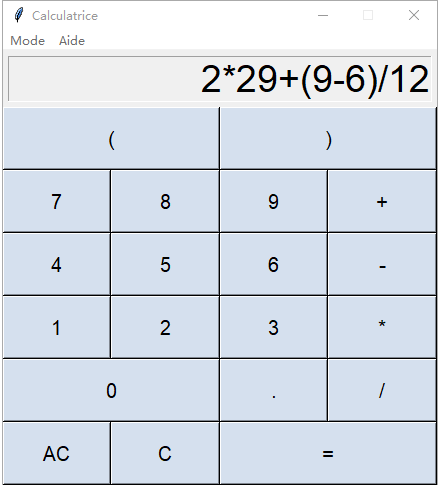 Calculatrice
Mode Aide
2*29+(9-6)/12
( )
7 8 9 +
4 5 6 -
1 2 3 *
0 . /
AC C =